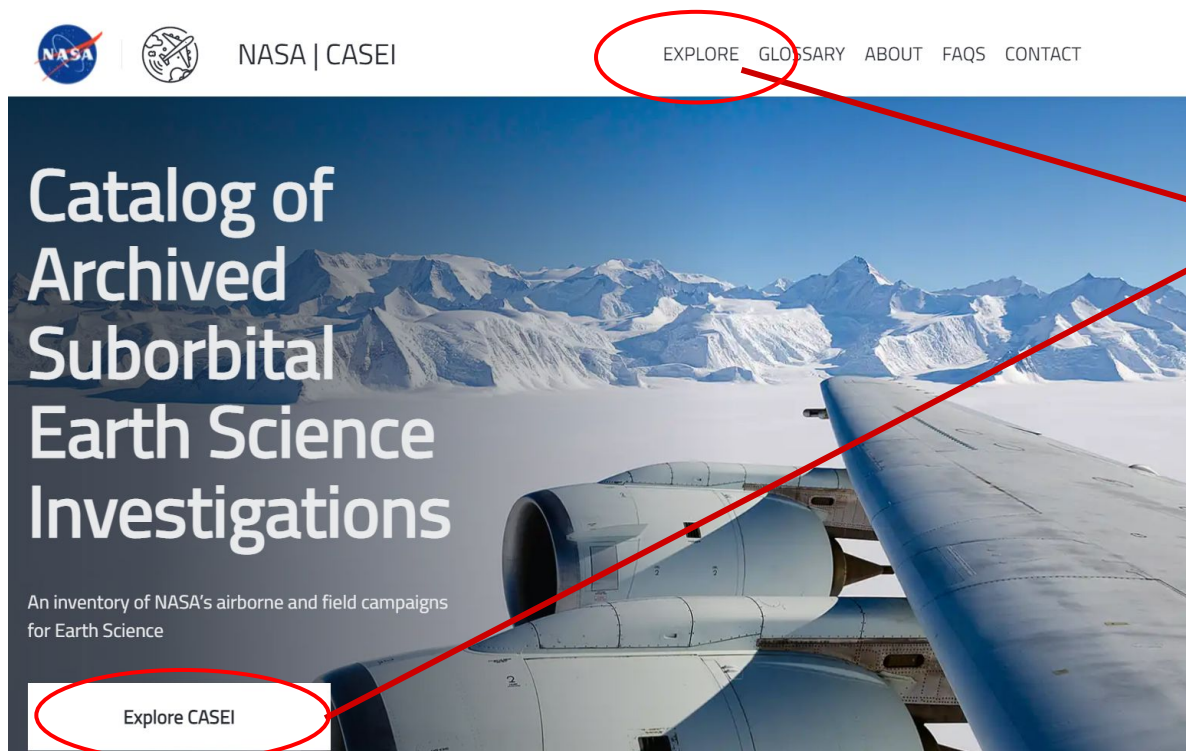 NASA
NASA | CASEI
EXPLORE GLOSSARY ABOUT FAQS CONTACT
Catalog of
Archived
Suborbital
Earth Science
Investigations
An inventory of NASA's airborne and field campaigns
for Earth Science
Explore CASEI
2